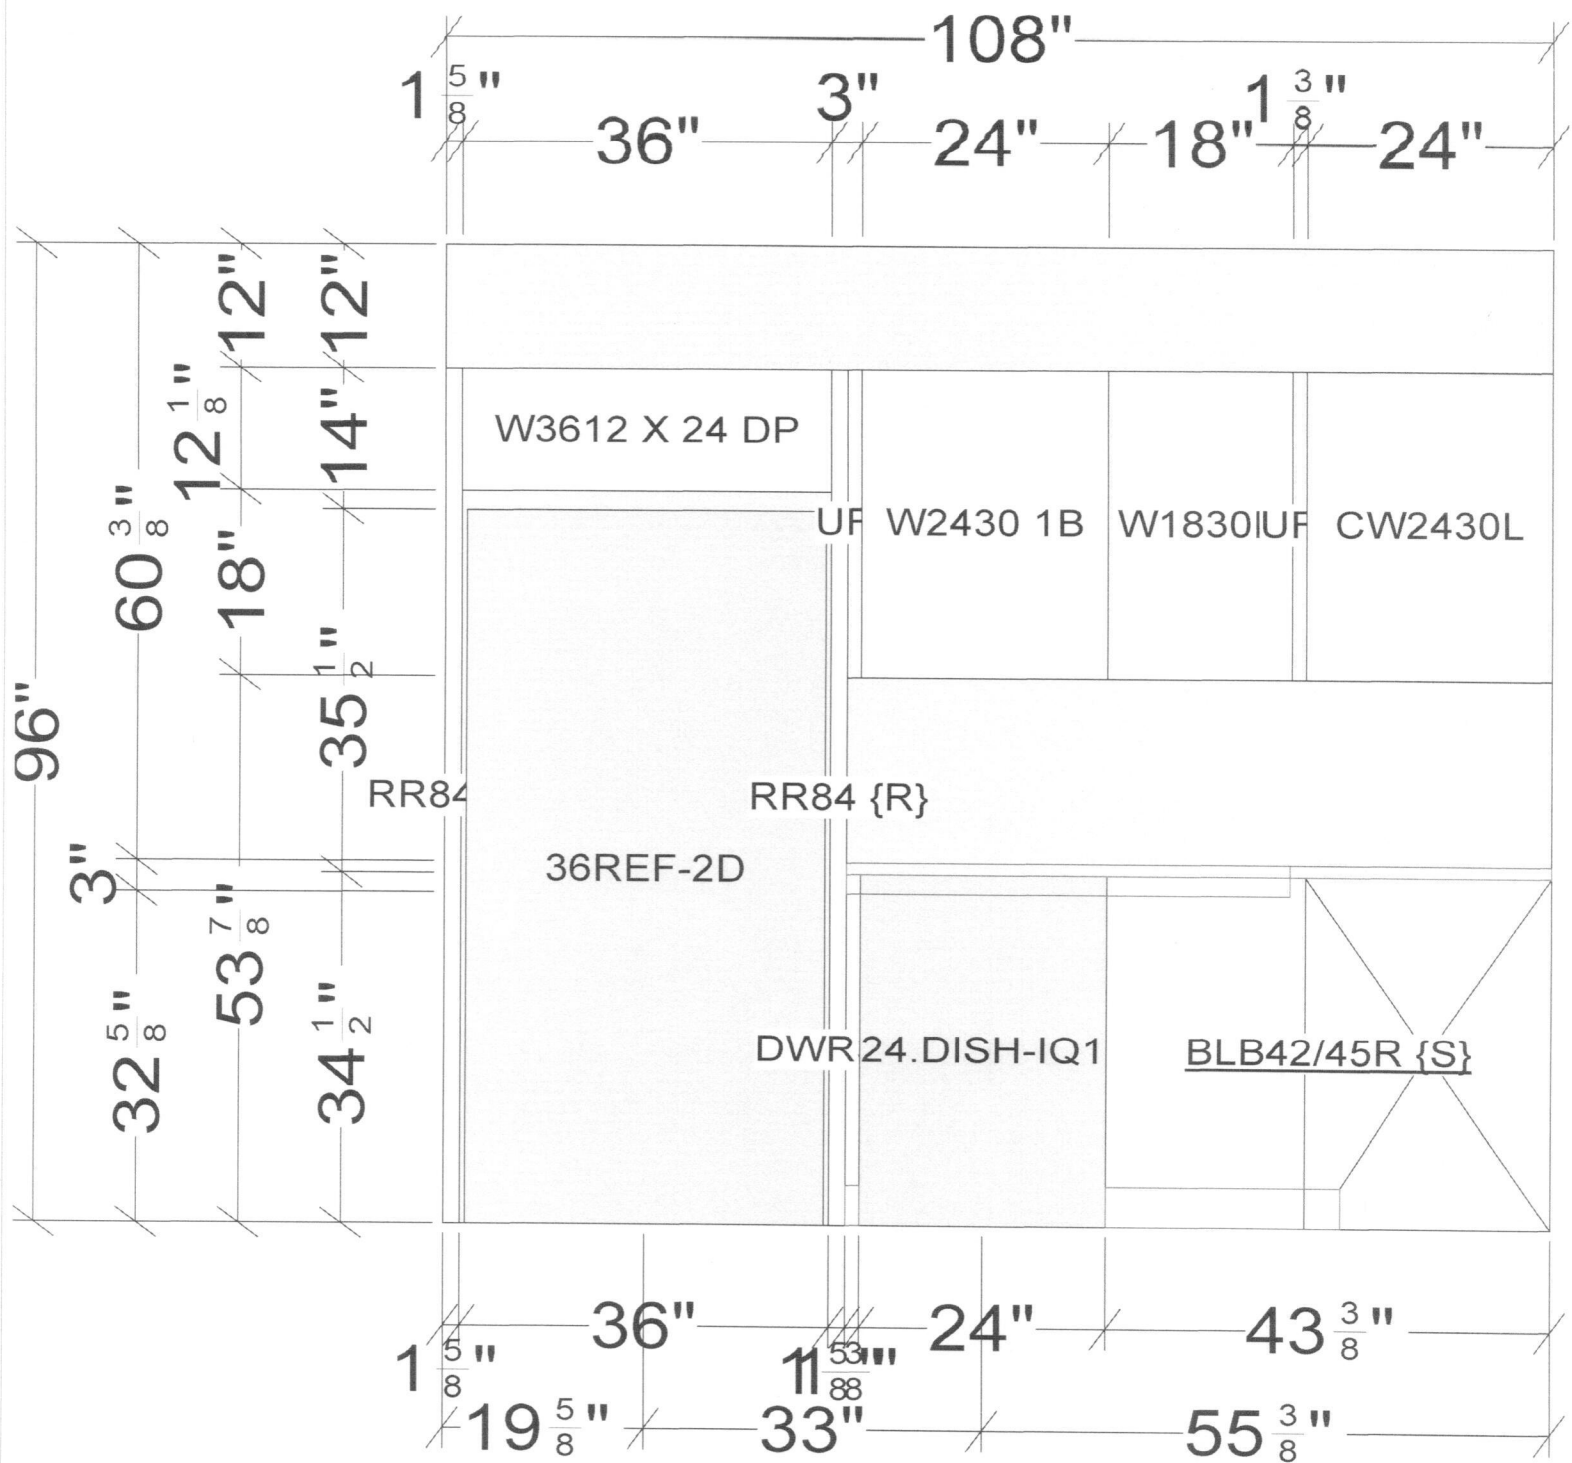 108"
1 5/8"
3"
1 3/8"
36"
24"
18"
24"
12"
12"
12 1/8"
14"
60 3/8"
18"
35 1/2"
96"
3"
53 7/8"
32 5/8"
34 1/2"
W3612 X 24 DP
UF
W2430 1B
W1830
UF
CW2430L
RR84
RR84 {R}
36REF-2D
DWR
24.DISH-IQ1
BLB42/45R {S}
36"
24"
43 3/8"
1 5/8"
19 5/8"
33"
55 3/8"